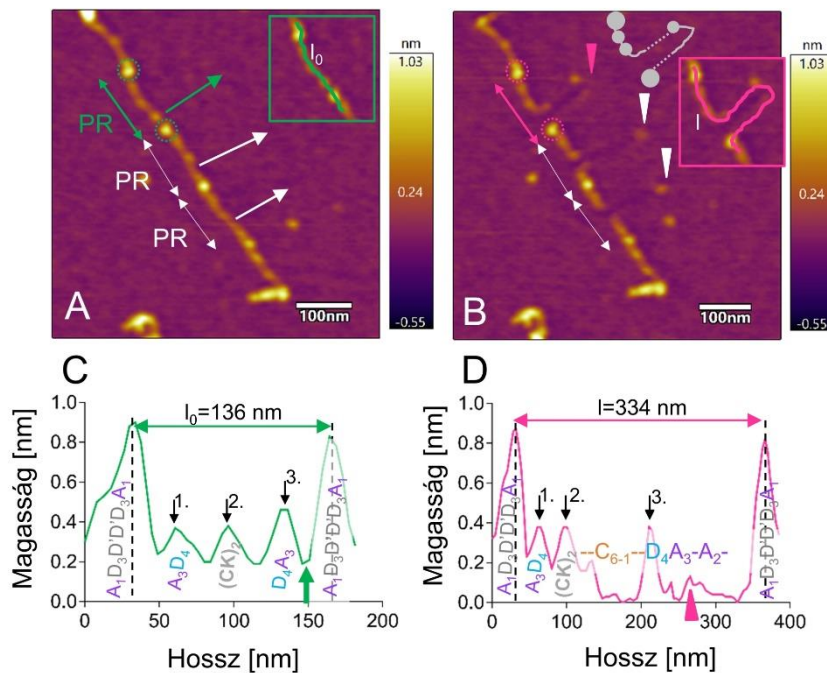 A
PR
PR
PR
l₀
100nm
nm
1.03
0.24
-0.55
B
l
100nm
nm
1.03
0.24
-0.55
C
Magasság [nm]
1.0
0.8
0.6
0.4
0.2
0.0
l₀=136 nm
1.
2.
3.
A₁D₃D'D'D₃A₁
A₃D₄
(CK)₂
D₄A₃
A₁D₃D'D'D₃A₁
0
50
100
150
200
Hossz [nm]
D
Magasság [nm]
1.0
0.8
0.6
0.4
0.2
0.0
l=334 nm
1.
2.
3.
A₁D₃D'D'D₃A₁
A₃D₄
(CK)₂
---C₆₋₁---D₄A₃-A₂-
A₁D₃D'D'D₃A₁
0
100
200
300
400
Hossz [nm]